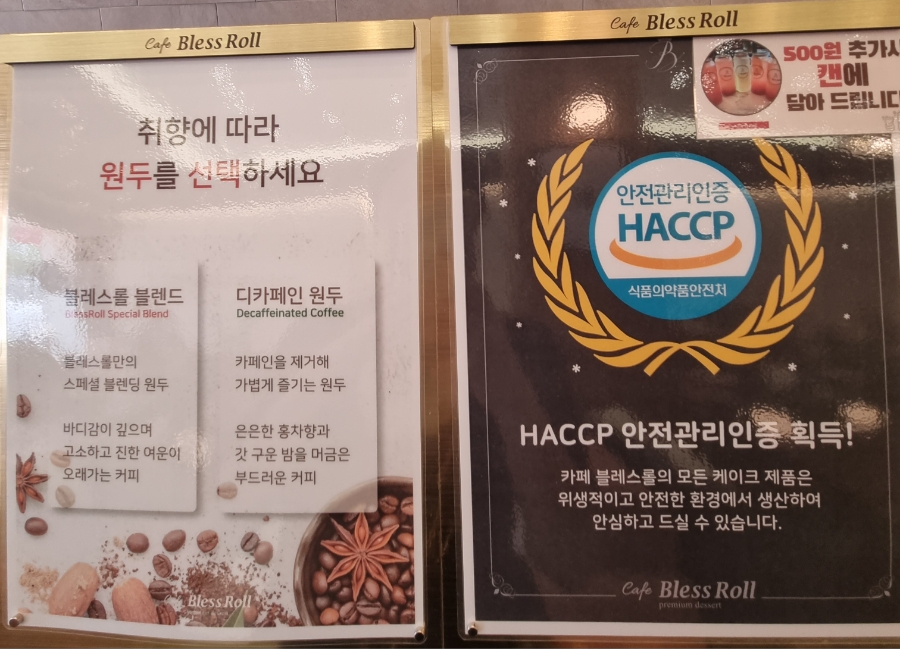 Cafe Bless Roll
취향에 따라
원두를 선택하세요
블레스롤 블렌드
BlessRoll Special Blend
블레스롤만의
스페셜 블렌딩 원두
바디감이 깊으며
고소하고 진한 여운이
오래가는 커피
디카페인 원두
Decaffeinated Coffee
카페인을 제거해
가볍게 즐기는 원두
은은한 홍차향과
갓 구운 밤을 머금은
부드러운 커피
Bless Roll
Cafe Bless Roll
500원 추가시
캔에
담아 드립니다
안전관리인증
HACCP
식품의약품안전처
HACCP 안전관리인증 획득!
카페 블레스롤의 모든 케이크 제품은
위생적이고 안전한 환경에서 생산하여
안심하고 드실 수 있습니다.
Cafe Bless Roll
premium dessert